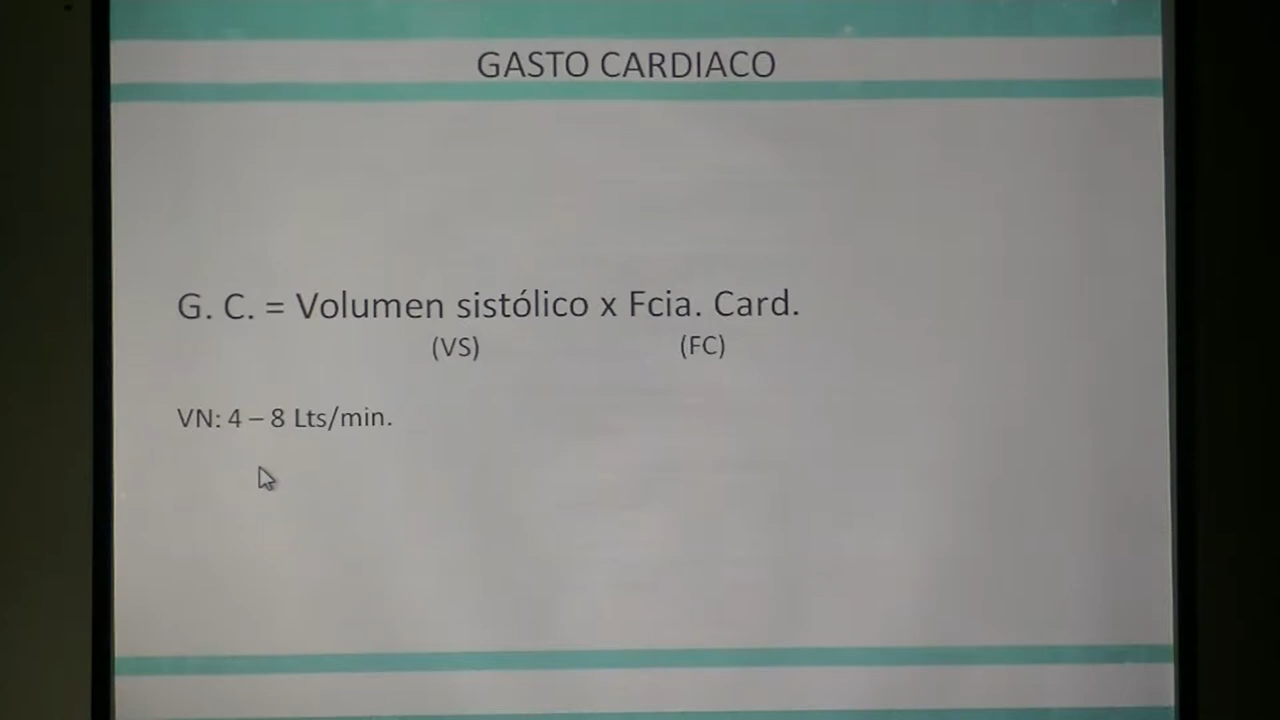 GASTO CARDIACO
G. C. = Volumen sistólico x Fcia. Card.
(VS) (FC)
VN: 4 – 8 Lts/min.